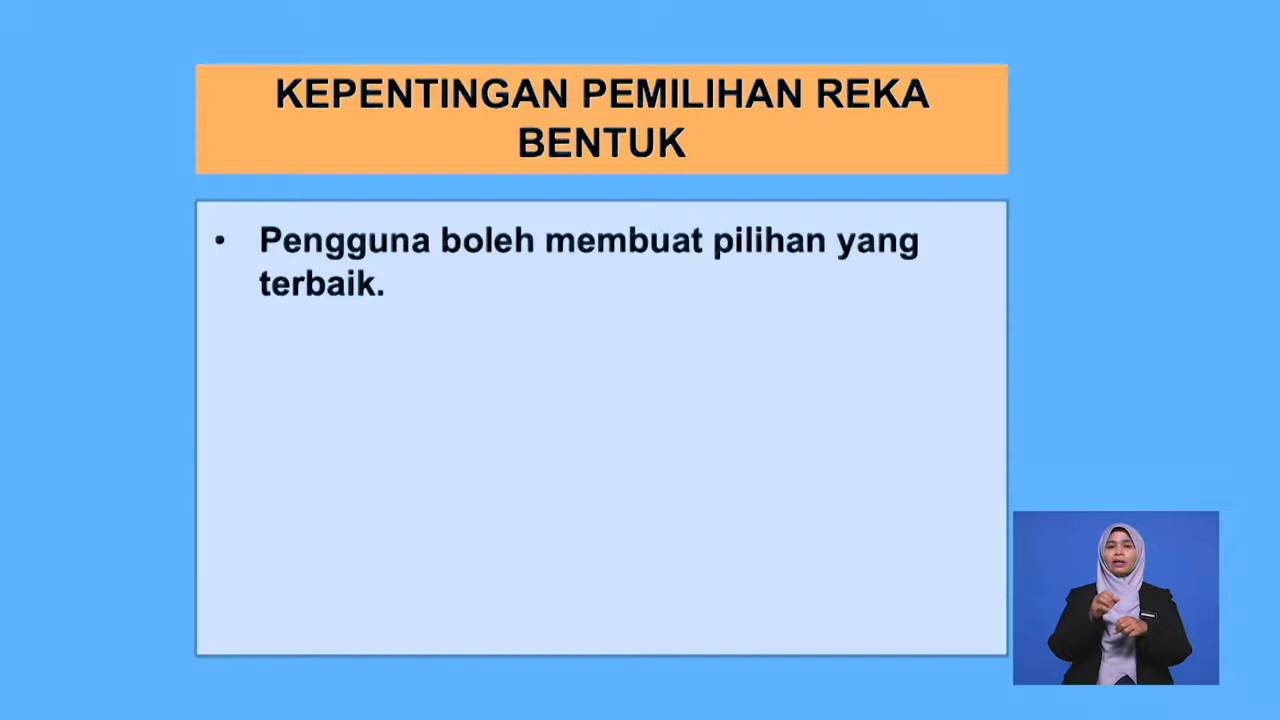 KEPENTINGAN PEMILIHAN REKA
BENTUK
• Pengguna boleh membuat pilihan yang
terbaik.